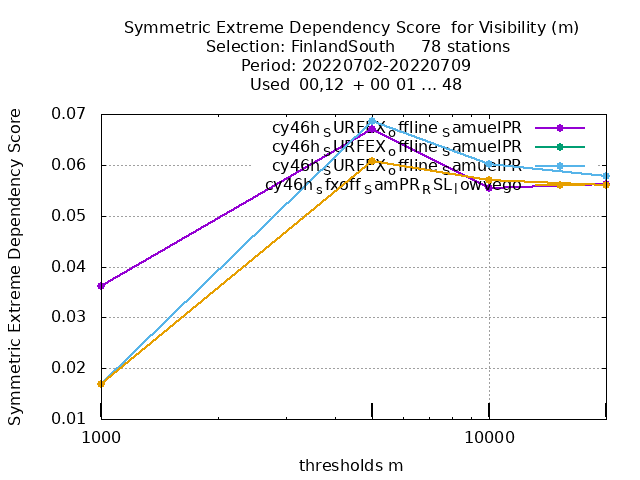 Symmetric Extreme Dependency Score  for Visibility (m)
Selection: FinlandSouth     78 stations
Period: 20220702-20220709
Used  00,12  + 00 01 ... 48
Symmetric Extreme Dependency Score
0.07
0.06
0.05
0.04
0.03
0.02
0.01
1000
10000
thresholds m
cy46h_SURFEX_offline_SamuelPR
cy46h_SURFEX_offline_SamuelPR
cy46h_SURFEX_offline_SamuelPR